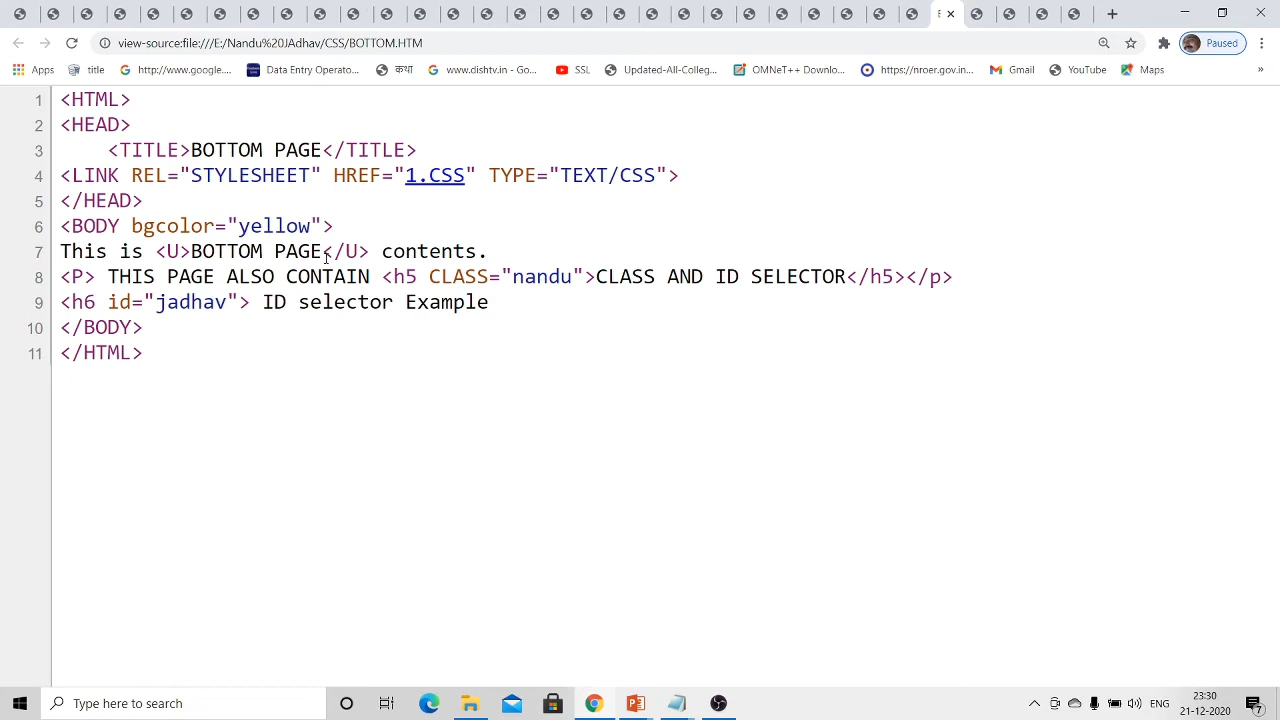 E
view-source:file:///E:/Nandu%20JAdhav/CSS/BOTTOM.HTM
Paused
Apps title http://www.google.... Data Entry Operato... कथा www.dishtv.in - Go... SSL Updated-All-Deg... OMNeT++ Downlo... https://nroer.gov.in... Gmail YouTube Maps »
1 <HTML>
2 <HEAD>
3 <TITLE>BOTTOM PAGE</TITLE>
4 <LINK REL="STYLESHEET" HREF="1.CSS" TYPE="TEXT/CSS">
5 </HEAD>
6 <BODY bgcolor="yellow">
7 This is <U>BOTTOM PAGE</U> contents.
8 <P> THIS PAGE ALSO CONTAIN <h5 CLASS="nandu">CLASS AND ID SELECTOR</h5></p>
9 <h6 id="jadhav"> ID selector Example
10 </BODY>
11 </HTML>
Type here to search
ENG
23:30
21-12-2020
7